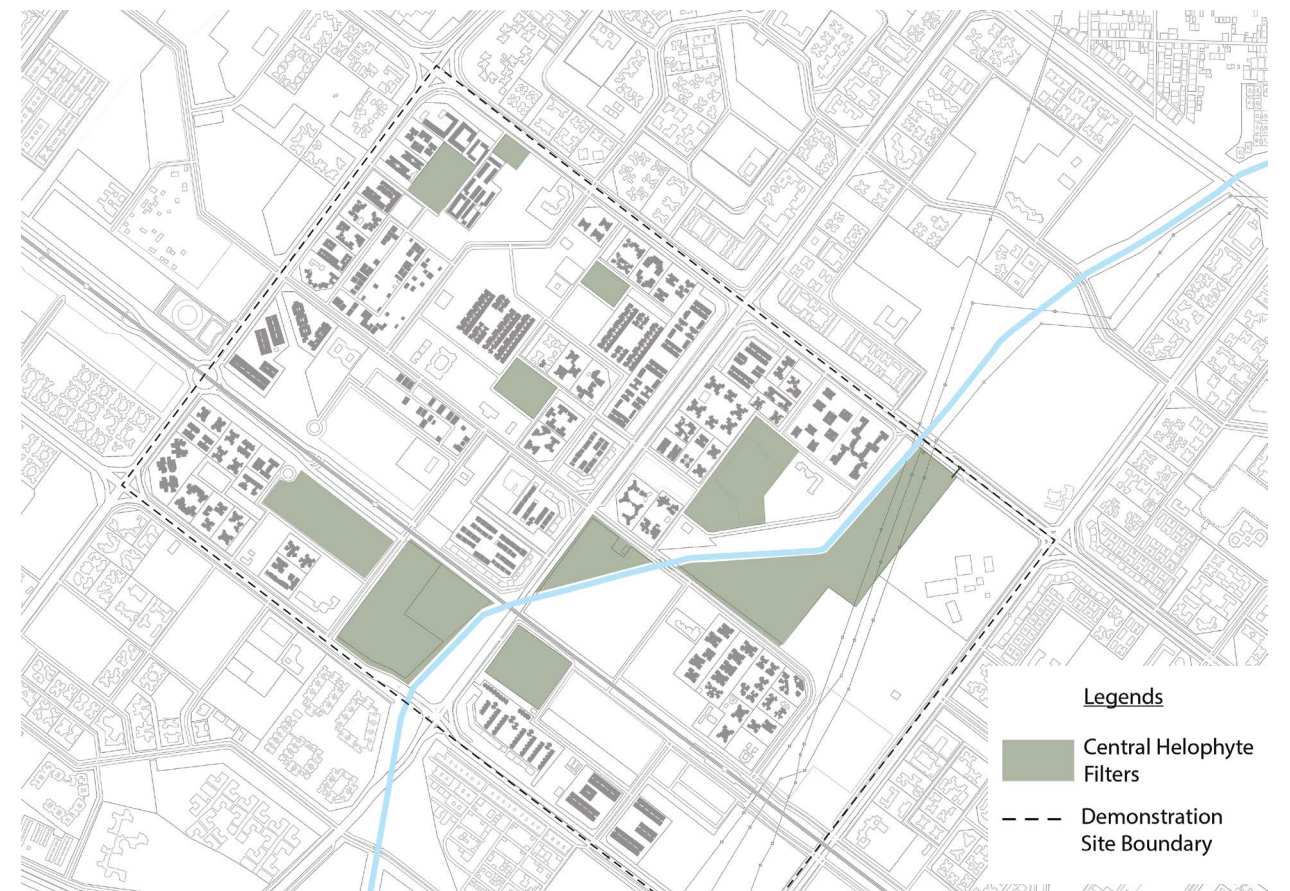 Legends
Central Helophyte
Filters
Demonstration
Site Boundary